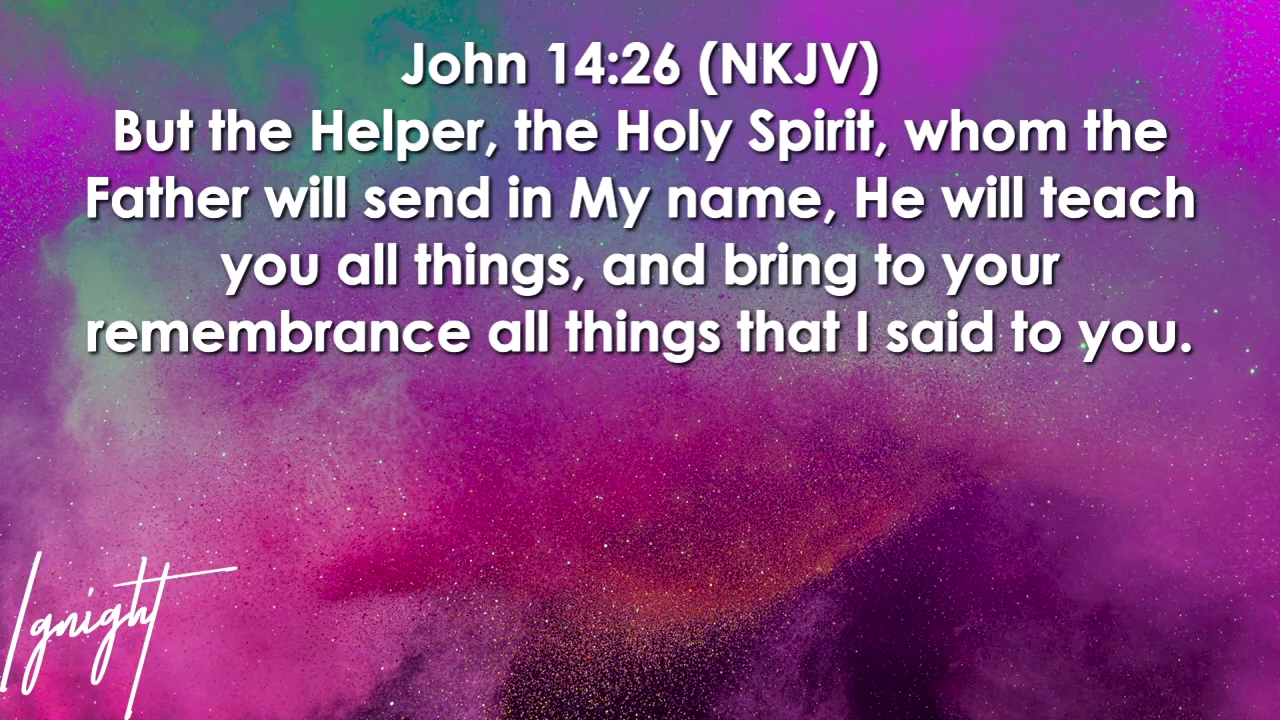 John 14:26 (NKJV)
But the Helper, the Holy Spirit, whom the
Father will send in My name, He will teach
you all things, and bring to your
remembrance all things that I said to you.
Ignight